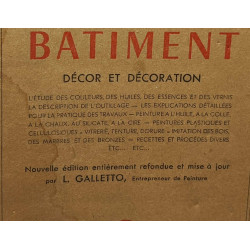 BATIMENT
DÉCOR ET DÉCORATION
L'ÉTUDE DES COULEURS, DES HUILES, DES ESSENCES ET DES VERNIS
LA DESCRIPTION DE L'OUTILLAGE — LES EXPLICATIONS DÉTAILLÉES
POUR LA PRATIQUE DES TRAVAUX — PEINTURE A L'HUILE, A LA COLLE,
A LA CHAUX, AU SILICATE, A LA CIRE — PEINTURES PLASTIQUES ET
CELLULOSIQUES - VITRERIE, TENTURE, DORURE - IMITATION DES BOIS,
DES MARBRES ET DES BRONZES — RECETTES ET PROCÉDÉS DIVERS
ETC... ETC...
Nouvelle édition entièrement refondue et mise à jour
par L. GALLETTO, Entrepreneur de Peinture